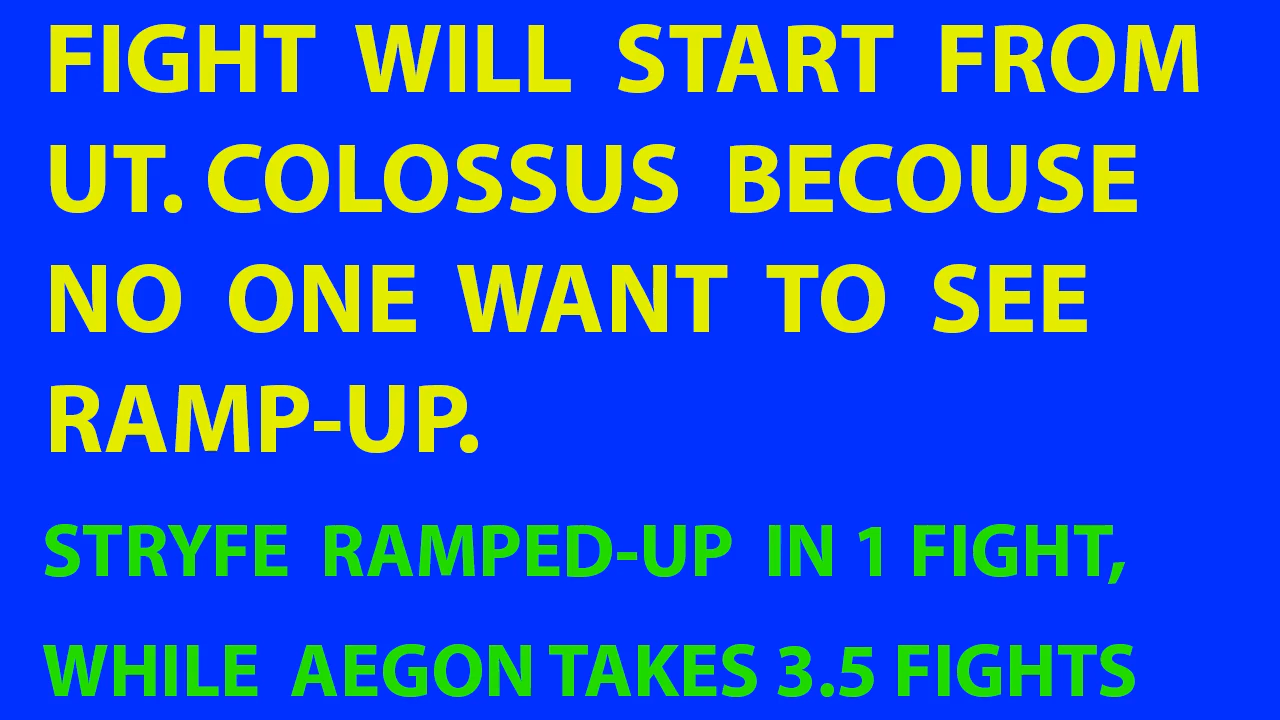 FIGHT WILL START FROM
UT. COLOSSUS BECOUSE
NO ONE WANT TO SEE
RAMP-UP.
STRYFE RAMPED-UP IN 1 FIGHT,
WHILE AEGON TAKES 3.5 FIGHTS